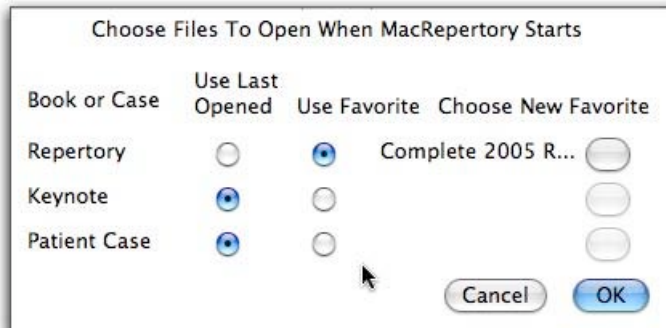 Choose Files To Open When MacRepertory Starts
Book or Case Use Last Opened Use Favorite Choose New Favorite
Repertory Complete 2005 R...
Keynote
Patient Case
Cancel OK